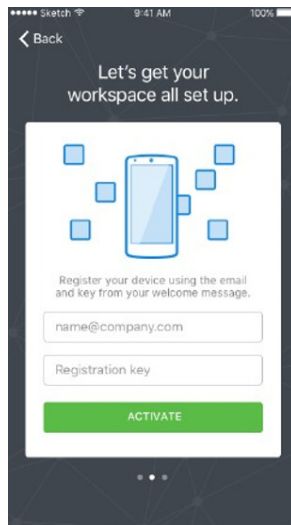 Sketch 9:41 AM 100%
Back
Let's get your
workspace all set up.
Register your device using the email
and key from your welcome message.
name@company.com
Registration key
ACTIVATE